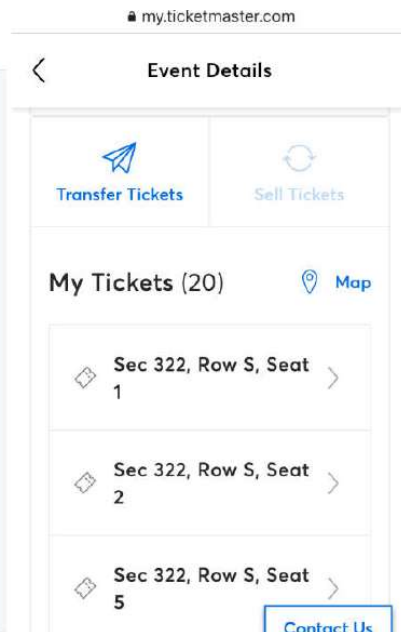 my.ticketmaster.com
Event Details
Transfer Tickets
Sell Tickets
My Tickets (20)
Map
Sec 322, Row S, Seat
1
Sec 322, Row S, Seat
2
Sec 322, Row S, Seat
5
Contact Us